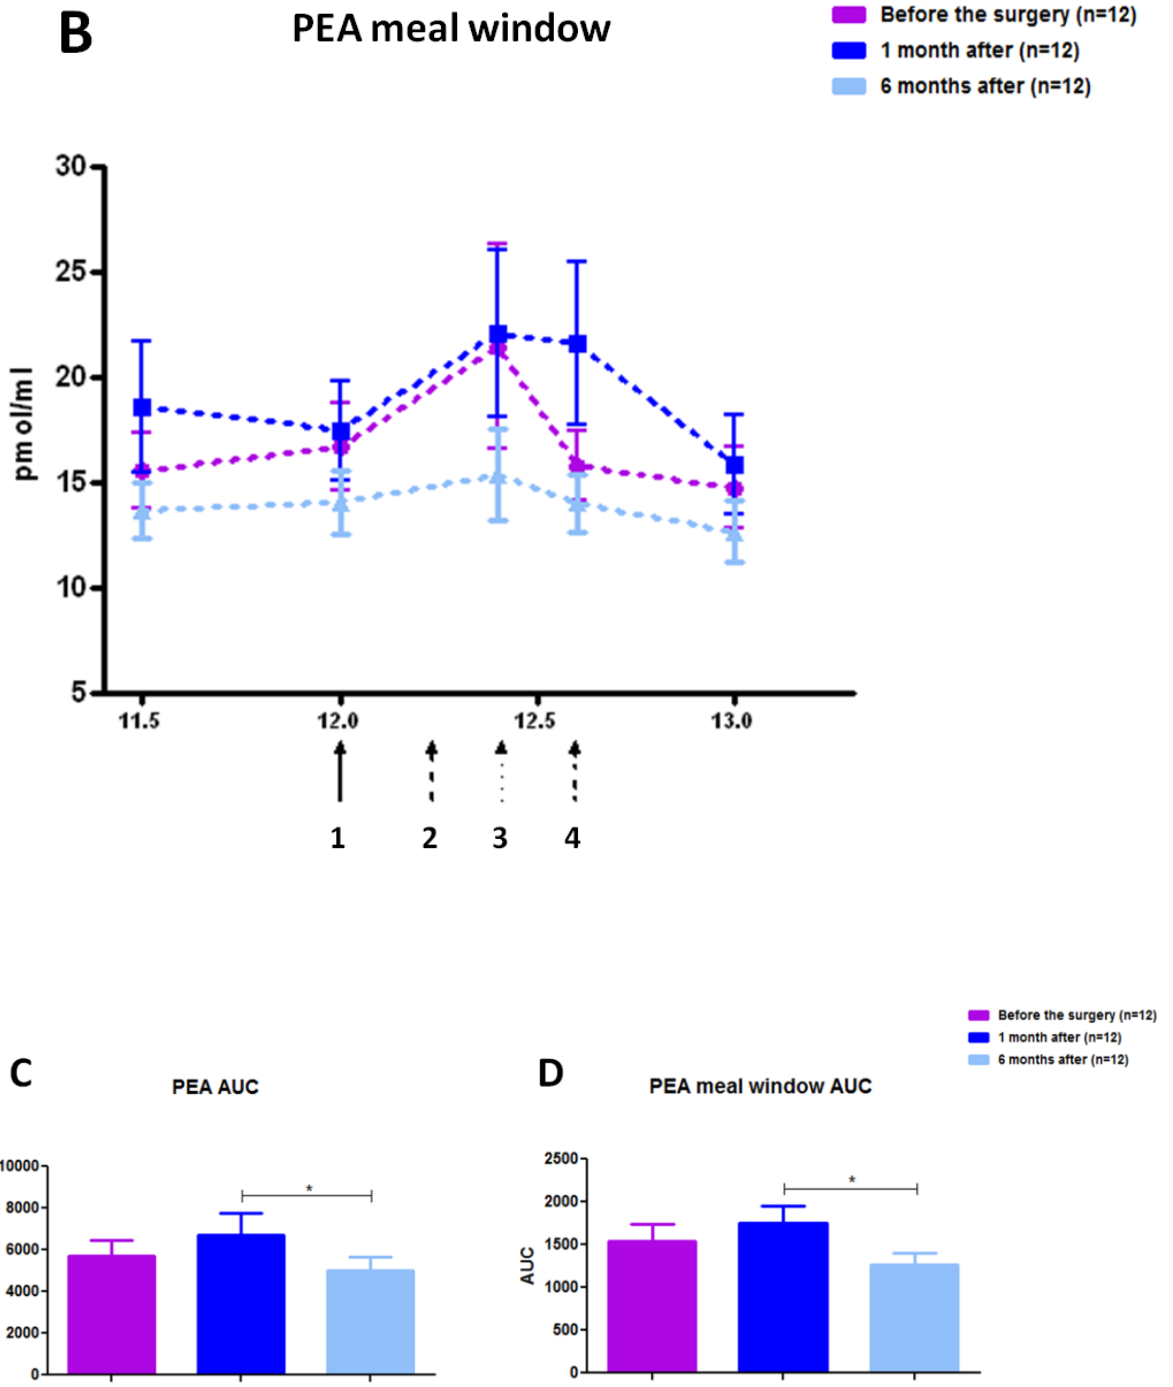 B
PEA meal window
Before the surgery (n=12)
1 month after (n=12)
6 months after (n=12)
pmol/ml
30
25
20
15
10
5
11.5 12.0 12.5 13.0
1 2 3 4
Before the surgery (n=12)
1 month after (n=12)
6 months after (n=12)
C
PEA AUC
10000
8000
6000
4000
2000
0
*
D
PEA meal window AUC
AUC
2500
2000
1500
1000
500
0
*